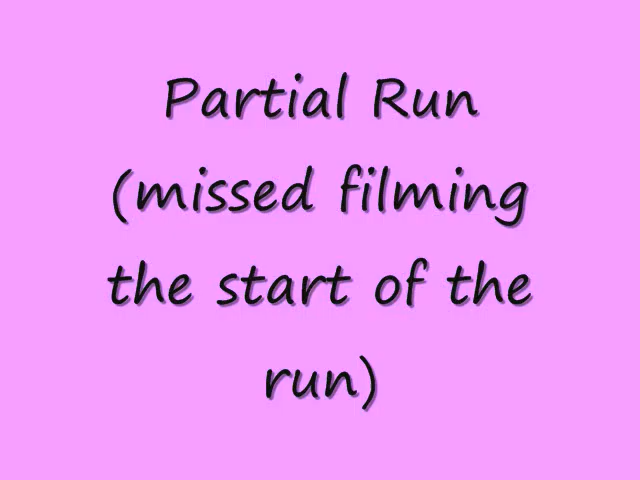 Partial Run
(missed filming
the start of the
run)